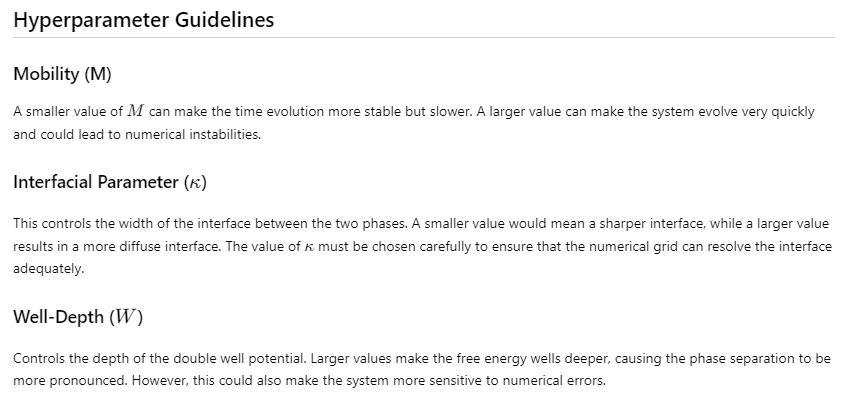 Hyperparameter Guidelines
Mobility (M)
A smaller value of M can make the time evolution more stable but slower. A larger value can make the system evolve very quickly
and could lead to numerical instabilities.
Interfacial Parameter (κ)
This controls the width of the interface between the two phases. A smaller value would mean a sharper interface, while a larger value
results in a more diffuse interface. The value of κ must be chosen carefully to ensure that the numerical grid can resolve the interface
adequately.
Well-Depth (W)
Controls the depth of the double well potential. Larger values make the free energy wells deeper, causing the phase separation to be
more pronounced. However, this could also make the system more sensitive to numerical errors.